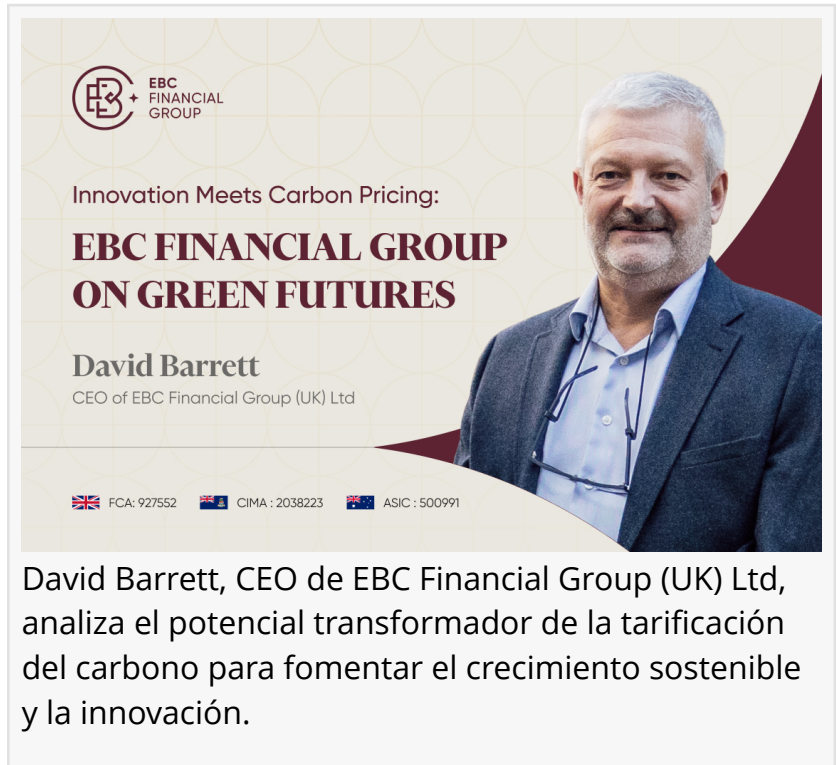 EBC
FINANCIAL
GROUP
Innovation Meets Carbon Pricing:
EBC FINANCIAL GROUP
ON GREEN FUTURES
David Barrett
CEO of EBC Financial Group (UK) Ltd
FCA: 927552 CIMA : 2038223 ASIC : 500991
David Barrett, CEO de EBC Financial Group (UK) Ltd,
analiza el potencial transformador de la tarificación
del carbono para fomentar el crecimiento sostenible
y la innovación.